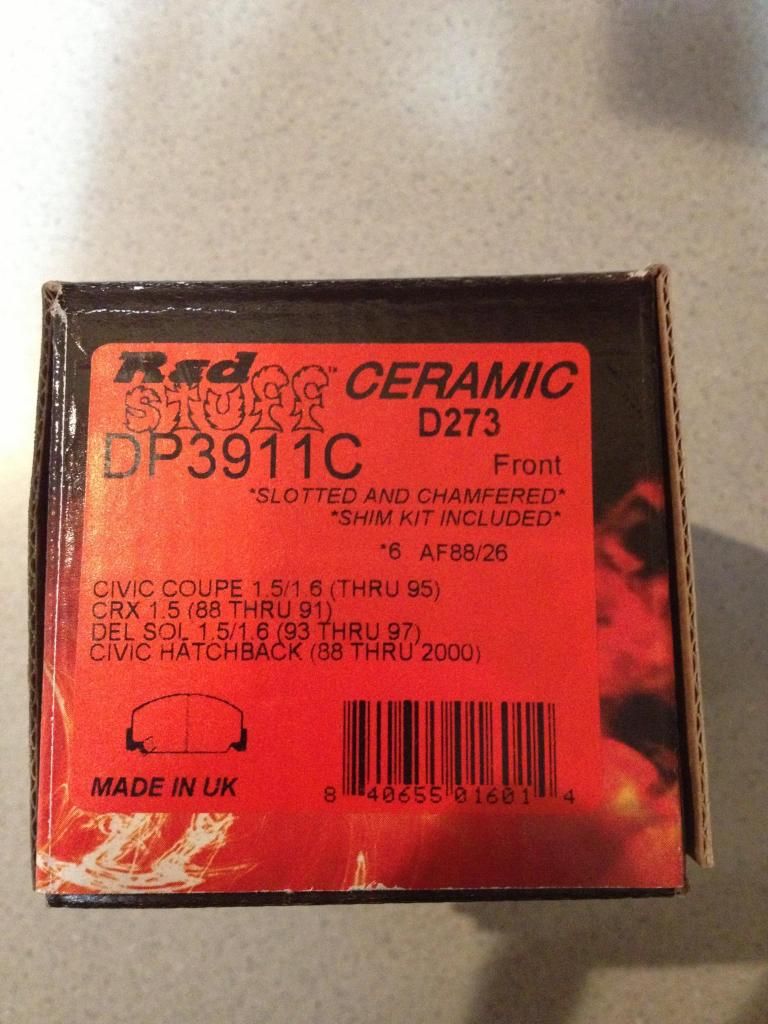 Red
STUFF™ CERAMIC
D273
DP3911C Front
*SLOTTED AND CHAMFERED*
*SHIM KIT INCLUDED*
*6 AF88/26
CIVIC COUPE 1.5/1.6 (THRU 95)
CRX 1.5 (88 THRU 91)
DEL SOL 1.5/1.6 (93 THRU 97)
CIVIC HATCHBACK (88 THRU 2000)
MADE IN UK
8 40655 01601 4